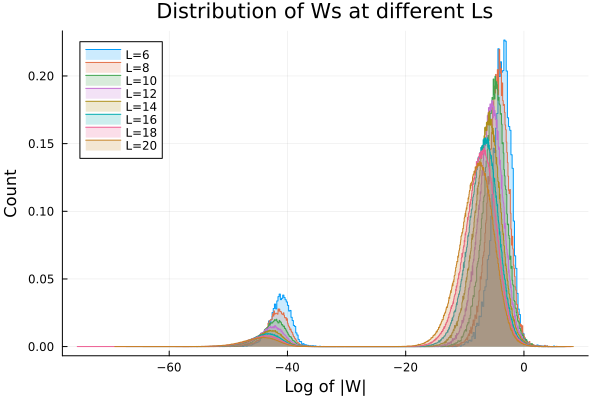 Distribution of Ws at different Ls
L=6
L=8
L=10
L=12
L=14
L=16
L=18
L=20
Count
0.20
0.15
0.10
0.05
0.00
−60
−40
−20
0
Log of |W|